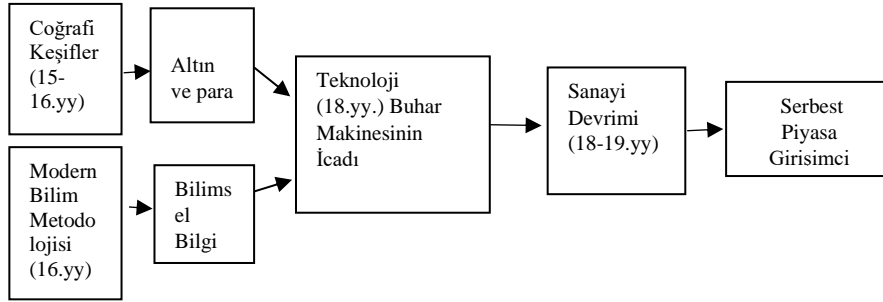 Coğrafi
Keşifler
(15-
16.yy)
Altın
ve para
Modern
Bilim
Metodo
lojisi
(16.yy)
Bilims
el
Bilgi
Teknoloji
(18.yy.) Buhar
Makinesinin
İcadı
Sanayi
Devrimi
(18-19.yy)
Serbest
Piyasa
Girisimci